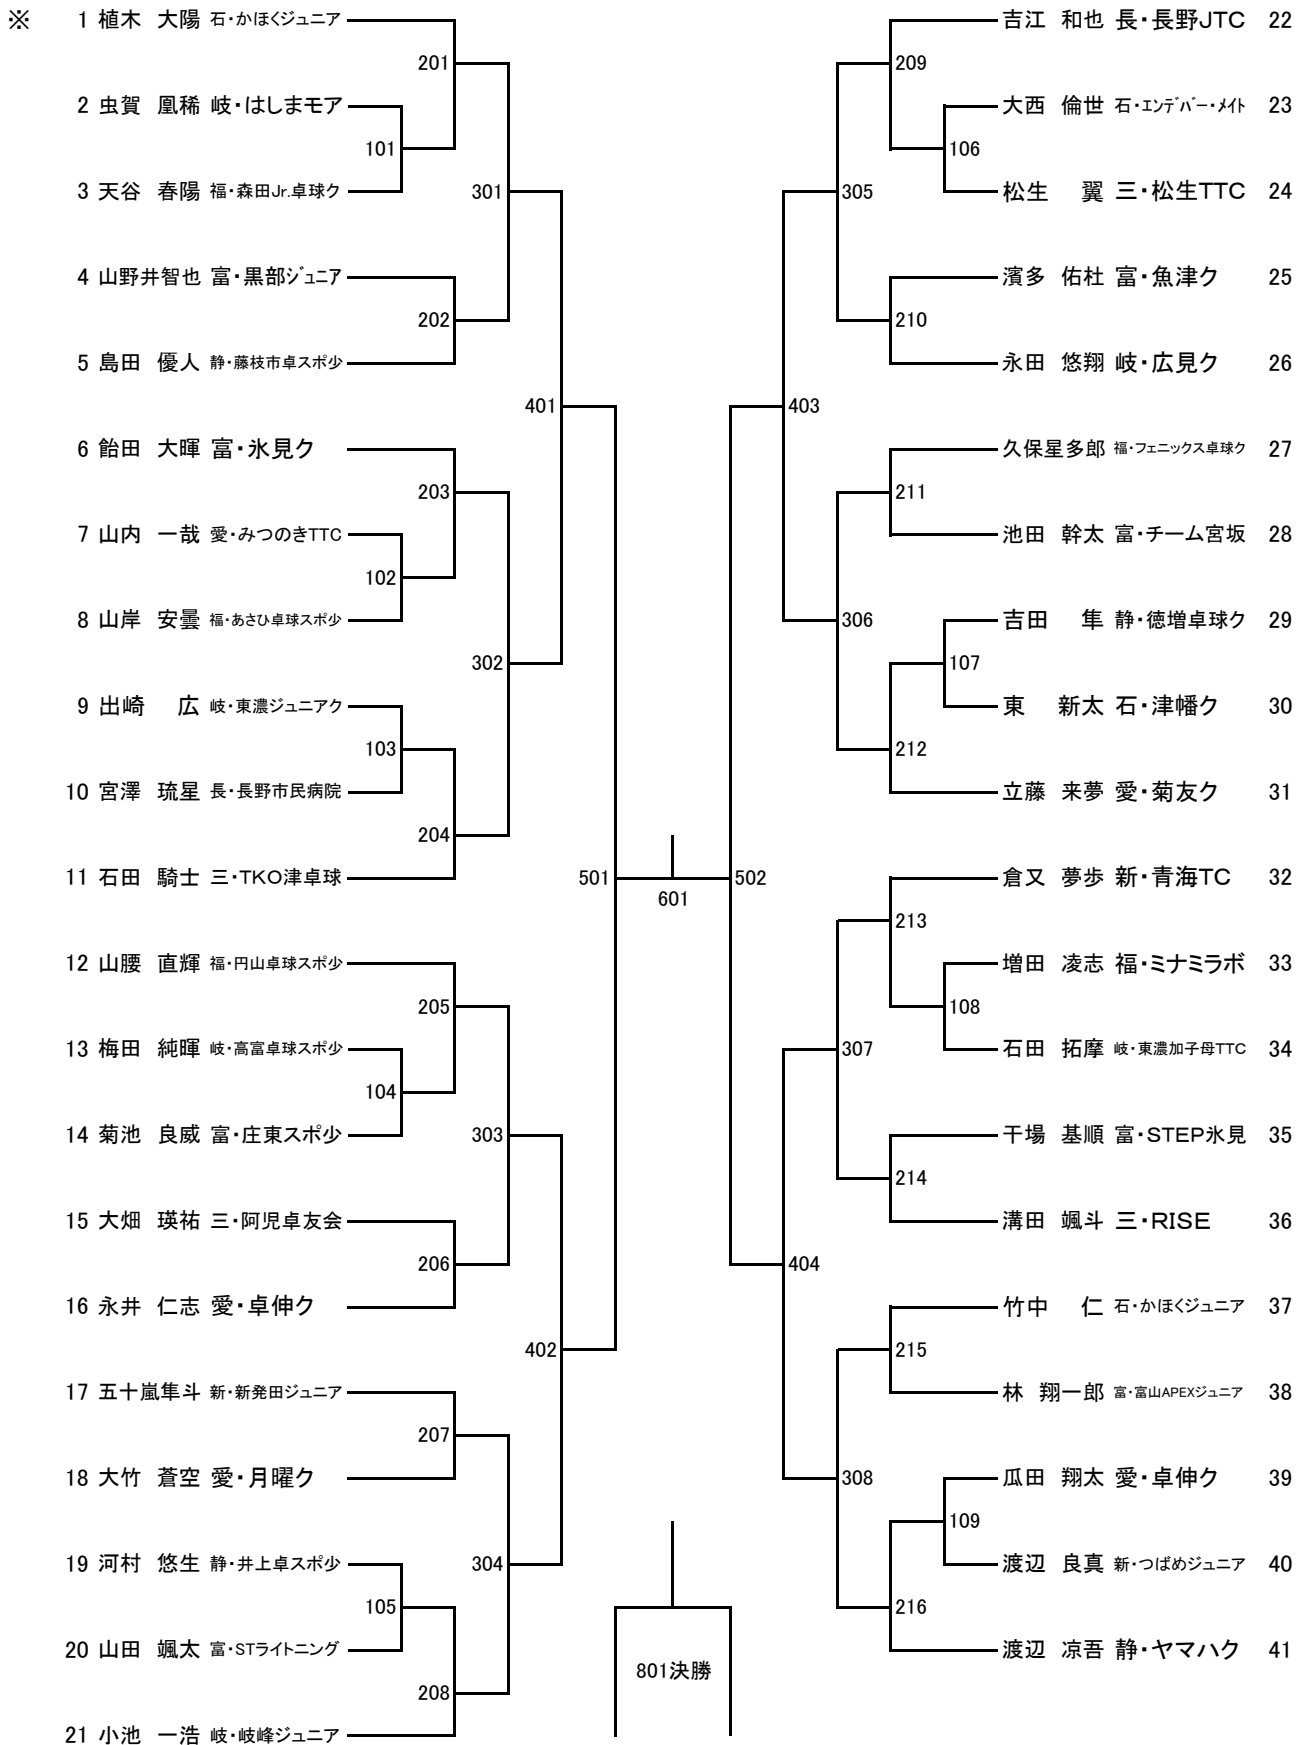 ※ 1 植木 大陽 石・かほくジュニア
201
2 虫賀 凰稀 岐・はしまモア
101
3 天谷 春陽 福・森田Jr.卓球ク
301
4 山野井智也 富・黒部ジュニア
202
5 島田 優人 静・藤枝市卓スポ少
401
6 飴田 大暉 富・氷見ク
203
7 山内 一哉 愛・みつのきTTC
102
8 山岸 安曇 福・あさひ卓球スポ少
302
9 出崎 広 岐・東濃ジュニアク
103
10 宮澤 琉星 長・長野市民病院
204
11 石田 騎士 三・TKO津卓球
501
12 山腰 直輝 福・円山卓球スポ少
205
13 梅田 純暉 岐・高富卓球スポ少
104
14 菊池 良威 富・庄東スポ少
303
15 大畑 瑛祐 三・阿児卓友会
206
16 永井 仁志 愛・卓伸ク
402
17 五十嵐隼斗 新・新発田ジュニア
207
18 大竹 蒼空 愛・月曜ク
19 河村 悠生 静・井上卓スポ少
304
105
20 山田 颯太 富・STライトニング
208
21 小池 一浩 岐・岐峰ジュニア
601
801決勝
吉江 和也 長・長野JTC 22
209
大西 倫世 石・エンデバー・メイト 23
106
松生 翼 三・松生TTC 24
305
濱多 佑杜 富・魚津ク 25
210
永田 悠翔 岐・広見ク 26
403
久保星多郎 福・フェニックス卓球ク 27
211
池田 幹太 富・チーム宮坂 28
吉田 隼 静・徳増卓球ク 29
306
107
東 新太 石・津幡ク 30
212
立藤 来夢 愛・菊友ク 31
502
倉又 夢歩 新・青海TC 32
213
増田 凌志 福・ミナミラボ 33
108
石田 拓摩 岐・東濃加子母TTC 34
307
干場 基順 富・STEP氷見 35
214
溝田 颯斗 三・RISE 36
404
竹中 仁 石・かほくジュニア 37
215
林 翔一郎 富・富山APEXジュニア 38
瓜田 翔太 愛・卓伸ク 39
308
109
渡辺 良真 新・つばめジュニア 40
216
渡辺 凉吾 静・ヤマハク 41